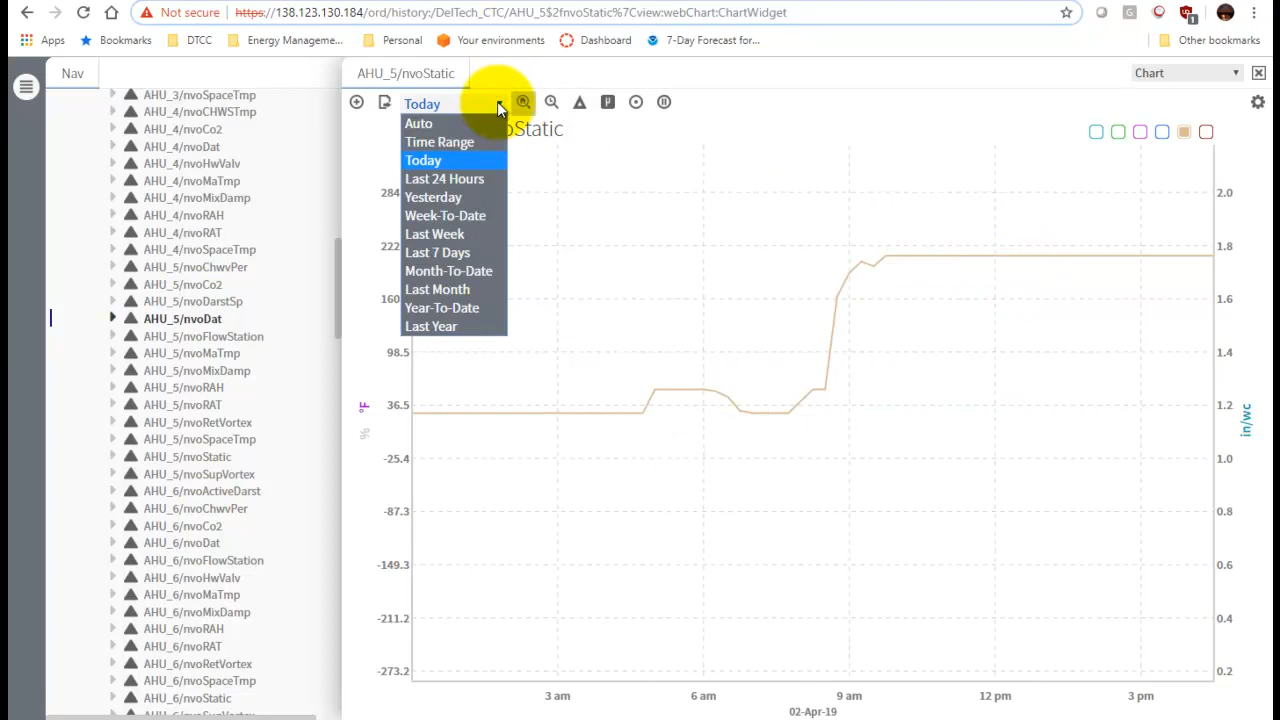 Not secure
https://138.123.130.184/ord/history:/DelTech_CTC/AHU_5$2fnvoStatic%7Cview:webChart:ChartWidget
Apps
Bookmarks
DTCC
Energy Manageme...
Personal
Your environments
Dashboard
7-Day Forecast for...
Other bookmarks
Nav
AHU_3/nvoSpaceTmp
AHU_4/nvoCHWSTmp
AHU_4/nvoCo2
AHU_4/nvoDat
AHU_4/nvoHwValv
AHU_4/nvoMaTmp
AHU_4/nvoMixDamp
AHU_4/nvoRAH
AHU_4/nvoRAT
AHU_4/nvoSpaceTmp
AHU_5/nvoChwvPer
AHU_5/nvoCo2
AHU_5/nvoDarstSp
AHU_5/nvoDat
AHU_5/nvoFlowStation
AHU_5/nvoMaTmp
AHU_5/nvoMixDamp
AHU_5/nvoRAH
AHU_5/nvoRAT
AHU_5/nvoRetVortex
AHU_5/nvoSpaceTmp
AHU_5/nvoStatic
AHU_5/nvoSupVortex
AHU_6/nvoActiveDarst
AHU_6/nvoChwvPer
AHU_6/nvoCo2
AHU_6/nvoDat
AHU_6/nvoFlowStation
AHU_6/nvoHwValv
AHU_6/nvoMaTmp
AHU_6/nvoMixDamp
AHU_6/nvoRAH
AHU_6/nvoRAT
AHU_6/nvoRetVortex
AHU_6/nvoSpaceTmp
AHU_6/nvoStatic
AHU_5/nvoStatic
Chart
Today
Auto
Time Range
Today
Last 24 Hours
Yesterday
Week-To-Date
Last Week
Last 7 Days
Month-To-Date
Last Month
Year-To-Date
Last Year
voStatic
284
222
160
98.5
36.5
-25.4
-87.3
-149.3
-211.2
-273.2
°F
%
2.0
1.8
1.6
1.4
1.2
1.0
0.8
0.6
0.4
0.2
in/wc
3 am
6 am
9 am
12 pm
3 pm
02-Apr-19